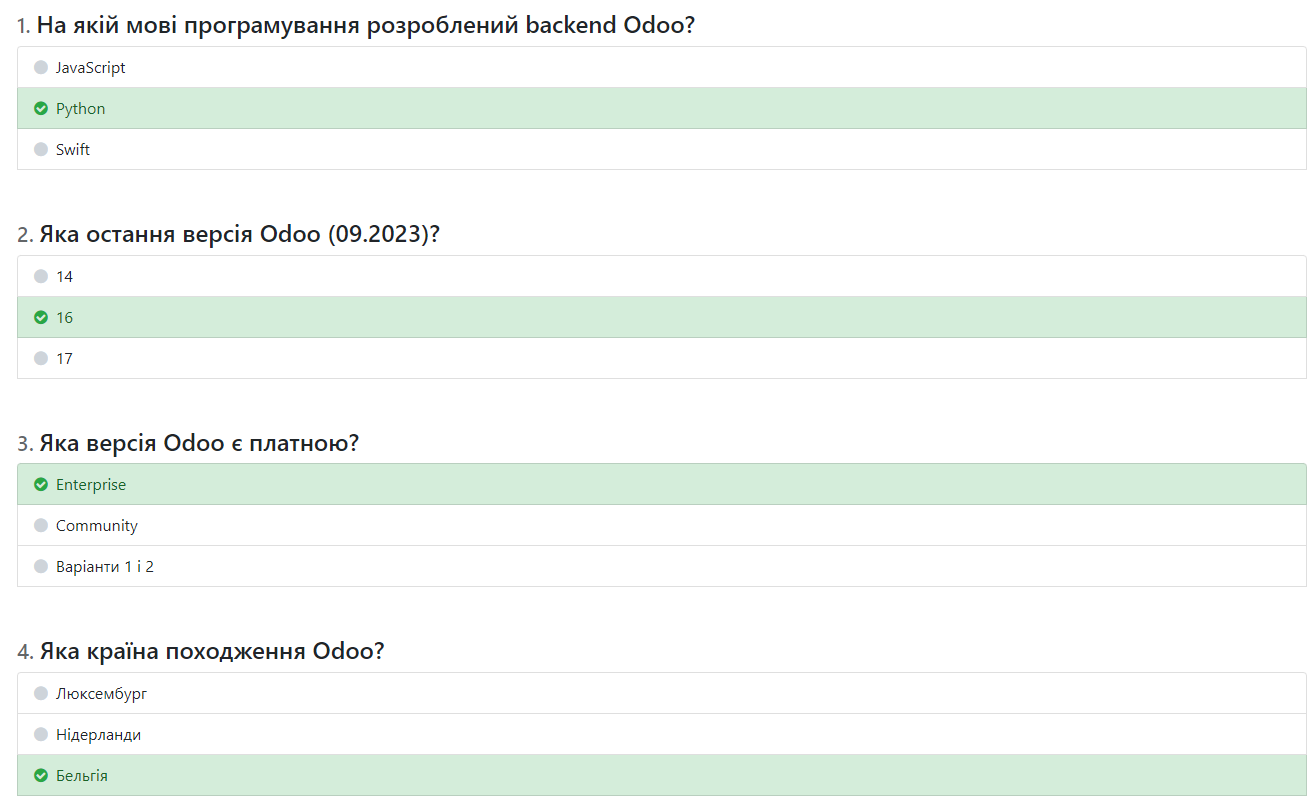 1. На якій мові програмування розроблений backend Odoo?
JavaScript
Python
Swift
2. Яка остання версія Odoo (09.2023)?
14
16
17
3. Яка версія Odoo є платною?
Enterprise
Community
Варіанти 1 і 2
4. Яка країна походження Odoo?
Люксембург
Нідерланди
Бельгія